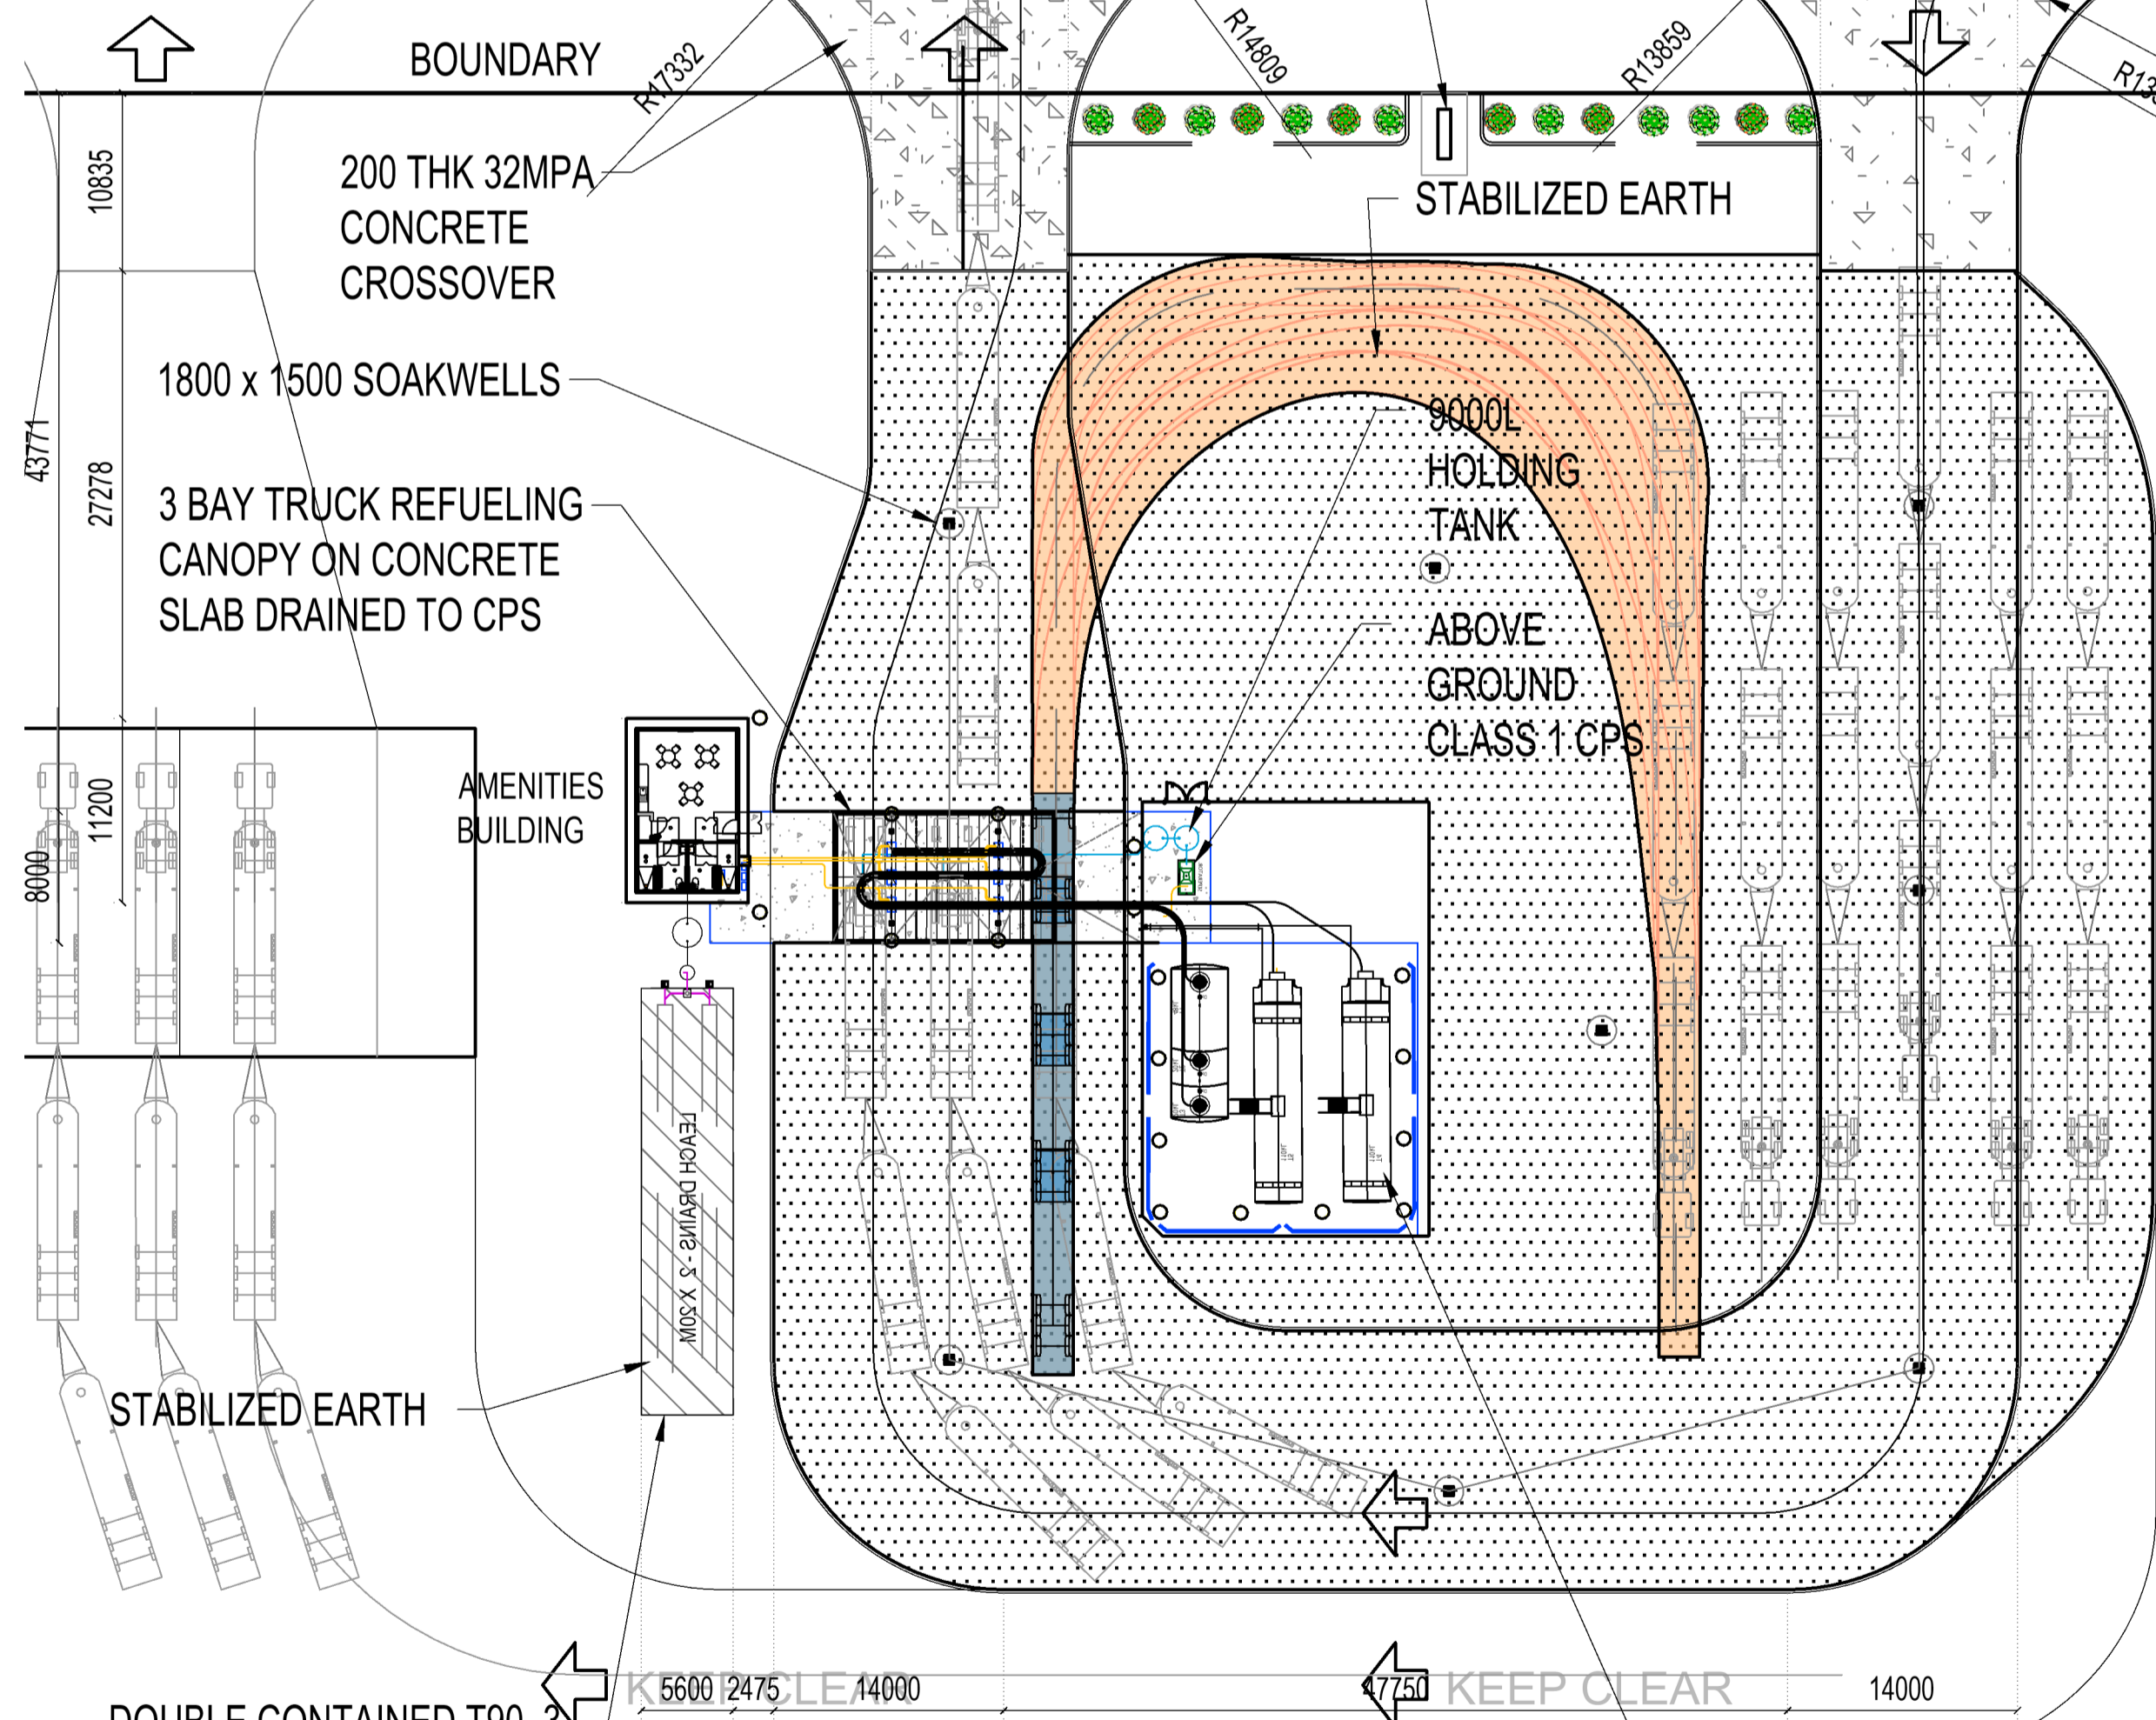 BOUNDARY
R17332
R14809
R13859
10835
200 THK 32MPA
CONCRETE
CROSSOVER
STABILIZED EARTH
1800 x 1500 SOAKWELLS
43771
27278
3 BAY TRUCK REFUELING
CANOPY ON CONCRETE
SLAB DRAINED TO CPS
9000L
HOLDING
TANK
ABOVE
GROUND
CLASS 1 CPS
AMENITIES
BUILDING
11200
8000
LEACH DRAINS - 2 X 20M
STABILIZED EARTH
KEEP CLEAR
KEEP CLEAR
5600
2475
14000
47750
14000
DOUBLE CONTAINED T90